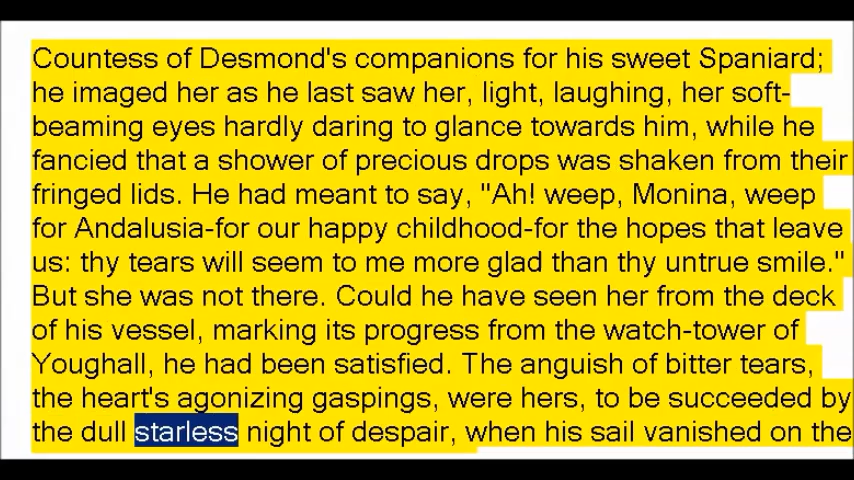 Countess of Desmond's companions for his sweet Spaniard;
he imaged her as he last saw her, light, laughing, her soft-
beaming eyes hardly daring to glance towards him, while he
fancied that a shower of precious drops was shaken from their
fringed lids. He had meant to say, "Ah! weep, Monina, weep
for Andalusia-for our happy childhood-for the hopes that leave
us: thy tears will seem to me more glad than thy untrue smile."
But she was not there. Could he have seen her from the deck
of his vessel, marking its progress from the watch-tower of
Youghall, he had been satisfied. The anguish of bitter tears,
the heart's agonizing gaspings, were hers, to be succeeded by
the dull starless night of despair, when his sail vanished on the